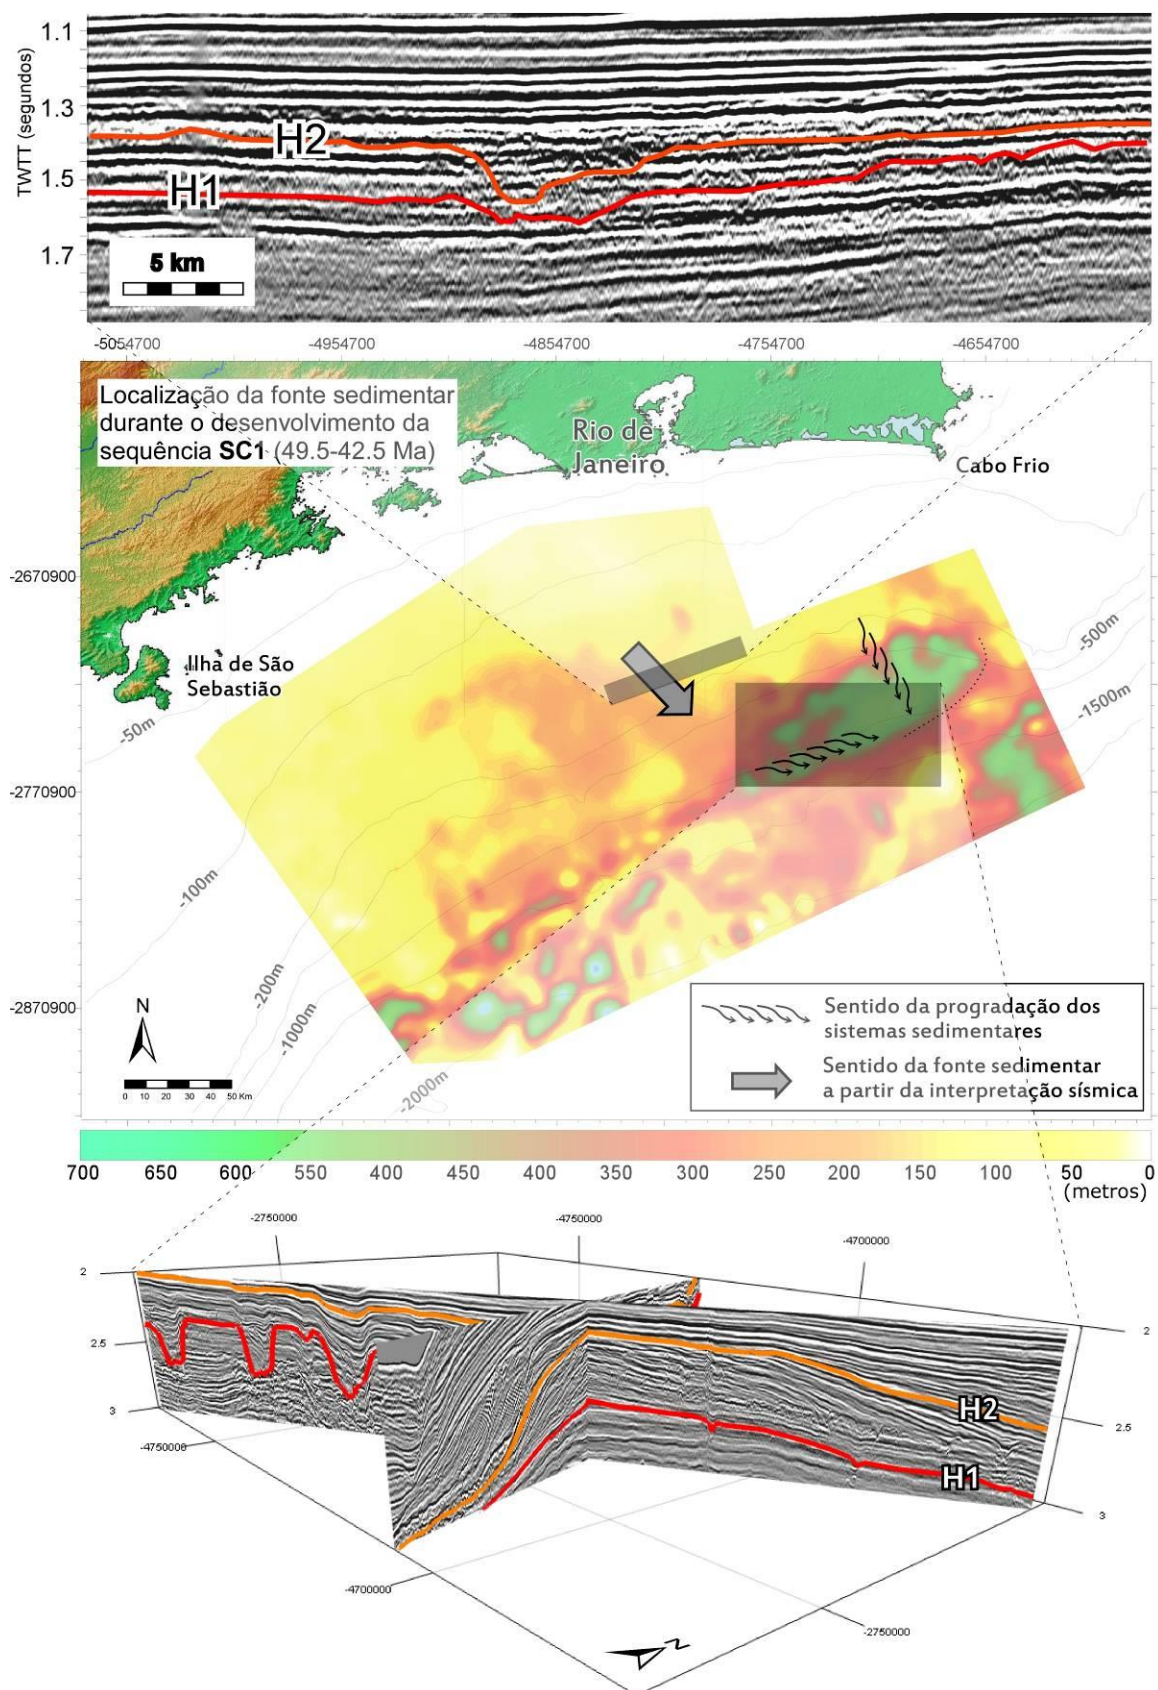 1.1
1.3
1.5
1.7
TWTT (segundos)
H2
H1
5 km
-5054700 -4954700 -4854700 -4754700 -4654700
Localização da fonte sedimentar
durante o desenvolvimento da
sequência SC1 (49.5-42.5 Ma)
Rio de
Janeiro
Cabo Frio
-2670900
-2770900
-2870900
Ilha de São
Sebastião
-50m
-100m
-200m
-1000m
-2000m
-500m
-1500m
N
0 10 20 30 40 50 Km
Sentido da progradação dos
sistemas sedimentares
Sentido da fonte sedimentar
a partir da interpretação sísmica
700 650 600 550 400 450 400 350 300 250 200 150 100 50 0
(metros)
-2750000
-4750000
-4700000
2
2.5
3
2
2.5
3
H2
H1
-4750000
-4700000
-2750000
N